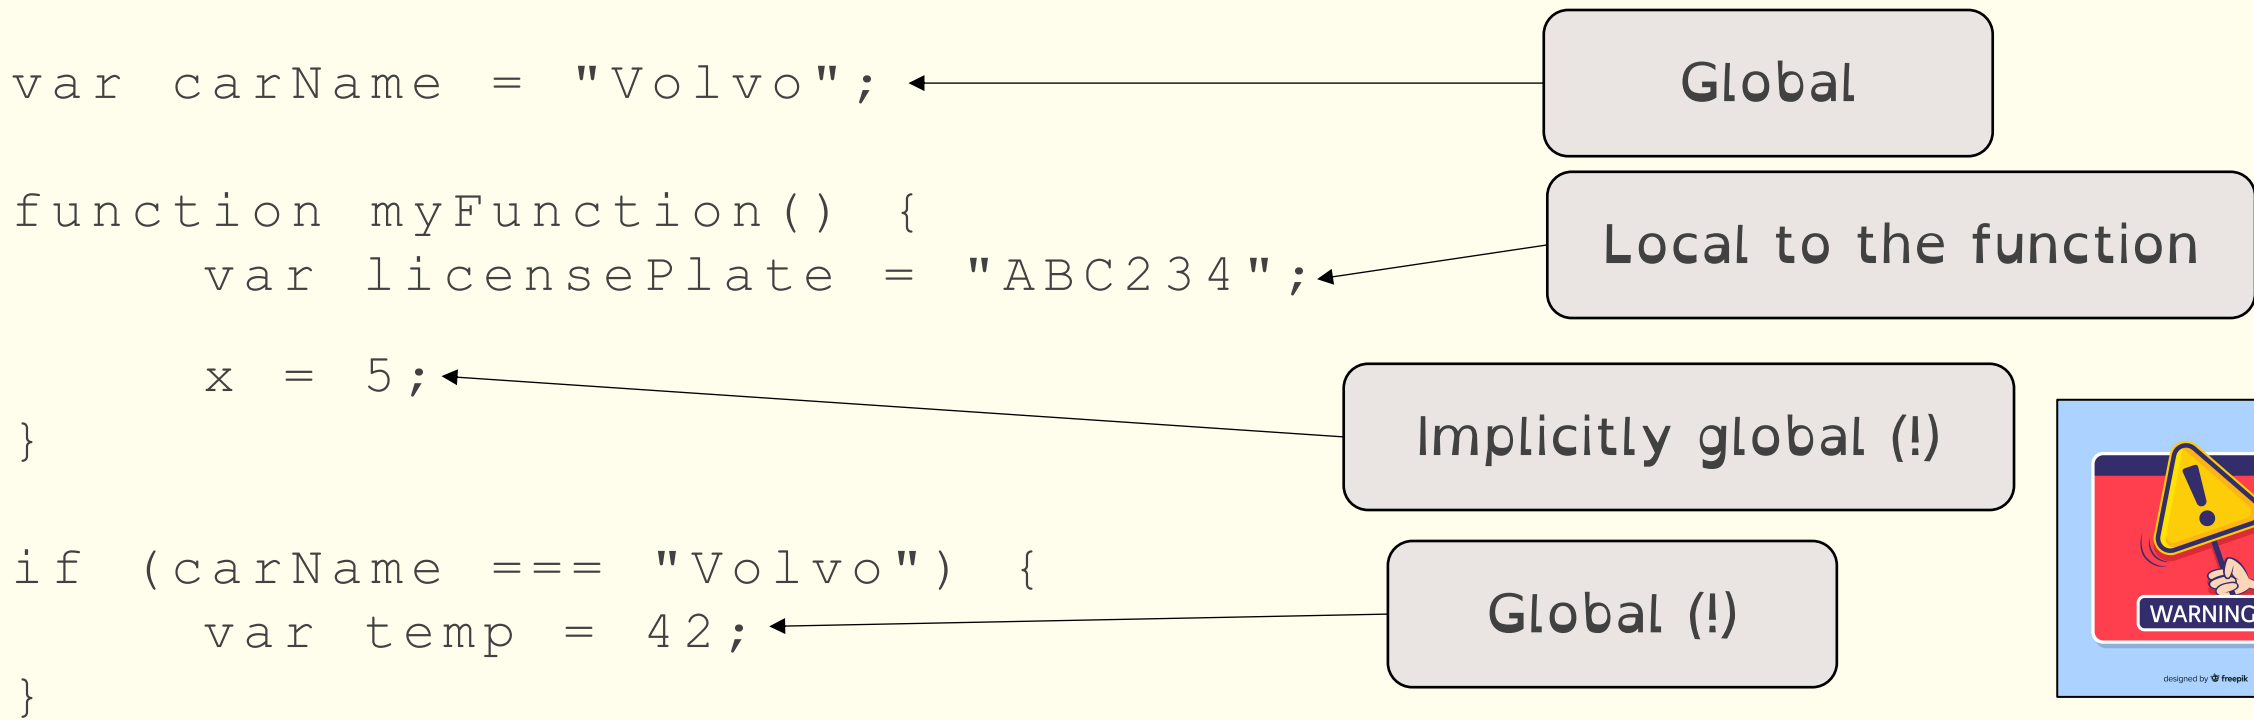 var carName = "Volvo";
Global
function myFunction() {
var licensePlate = "ABC234";
Local to the function
x = 5;
Implicitly global (!)
}
if (carName === "Volvo") {
var temp = 42;
Global (!)
}
WARNING
designed by freepik